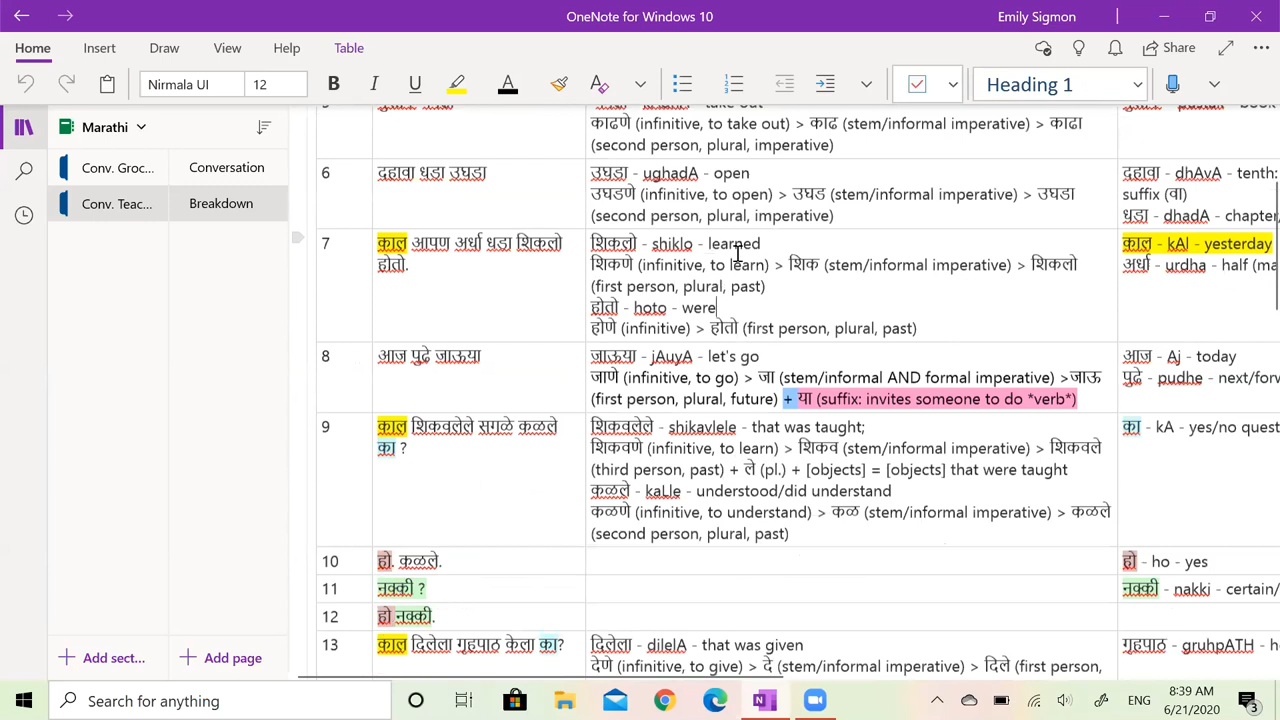 OneNote for Windows 10
Emily Sigmon
Home Insert Draw View Help Table
Share
Nirmala UI 12
B I U A
Heading 1
Marathi
Conv. Groc...
Conversation
Conv. Teac...
Breakdown
काढणे (infinitive, to take out) > काढ (stem/informal imperative) > काढा
(second person, plural, imperative)
6
दहावा धडा उघडा
उघडा - ughadA - open
उघडणे (infinitive, to open) > उघड (stem/informal imperative) > उघडा
(second person, plural, imperative)
दहावा - dhAvA - tenth:
suffix (वा)
धडा - dhadA - chapter,
7
काल आपण अर्धा धडा शिकलो
होतो.
शिकलो - shiklo - learned
शिकणे (infinitive, to learn) > शिक (stem/informal imperative) > शिकलो
(first person, plural, past)
होतो - hoto - were
होणे (infinitive) > होतो (first person, plural, past)
काल - kAl - yesterday
अर्धा - urdha - half (ma
8
आज पुढे जाऊया
जाऊया - jAuyA - let's go
जाणे (infinitive, to go) > जा (stem/informal AND formal imperative) >जाऊ
(first person, plural, future) + या (suffix: invites someone to do *verb*)
आज - Aj - today
पुढे - pudhe - next/forv
9
काल शिकवलेले सगळे कळले
का ?
शिकवलेले - shikavlele - that was taught;
शिकवणे (infinitive, to learn) > शिकव (stem/informal imperative) > शिकवले
(third person, past) + ले (pl.) + [objects] = [objects] that were taught
कळले - kaLle - understood/did understand
कळणे (infinitive, to understand) > कळ (stem/informal imperative) > कळले
(second person, plural, past)
का - kA - yes/no quest
10
हो. कळले.
हो - ho - yes
11
नक्की ?
नक्की - nakki - certain/
12
हो नक्की.
13
काल दिलेला गृहपाठ केला का?
दिलेला - dilelA - that was given
देणे (infinitive, to give) > दे (stem/informal imperative) > दिले (first person,
गृहपाठ - gruhpATH - h
+ Add sect...
+ Add page
Search for anything
ENG
8:39 AM
6/21/2020
3